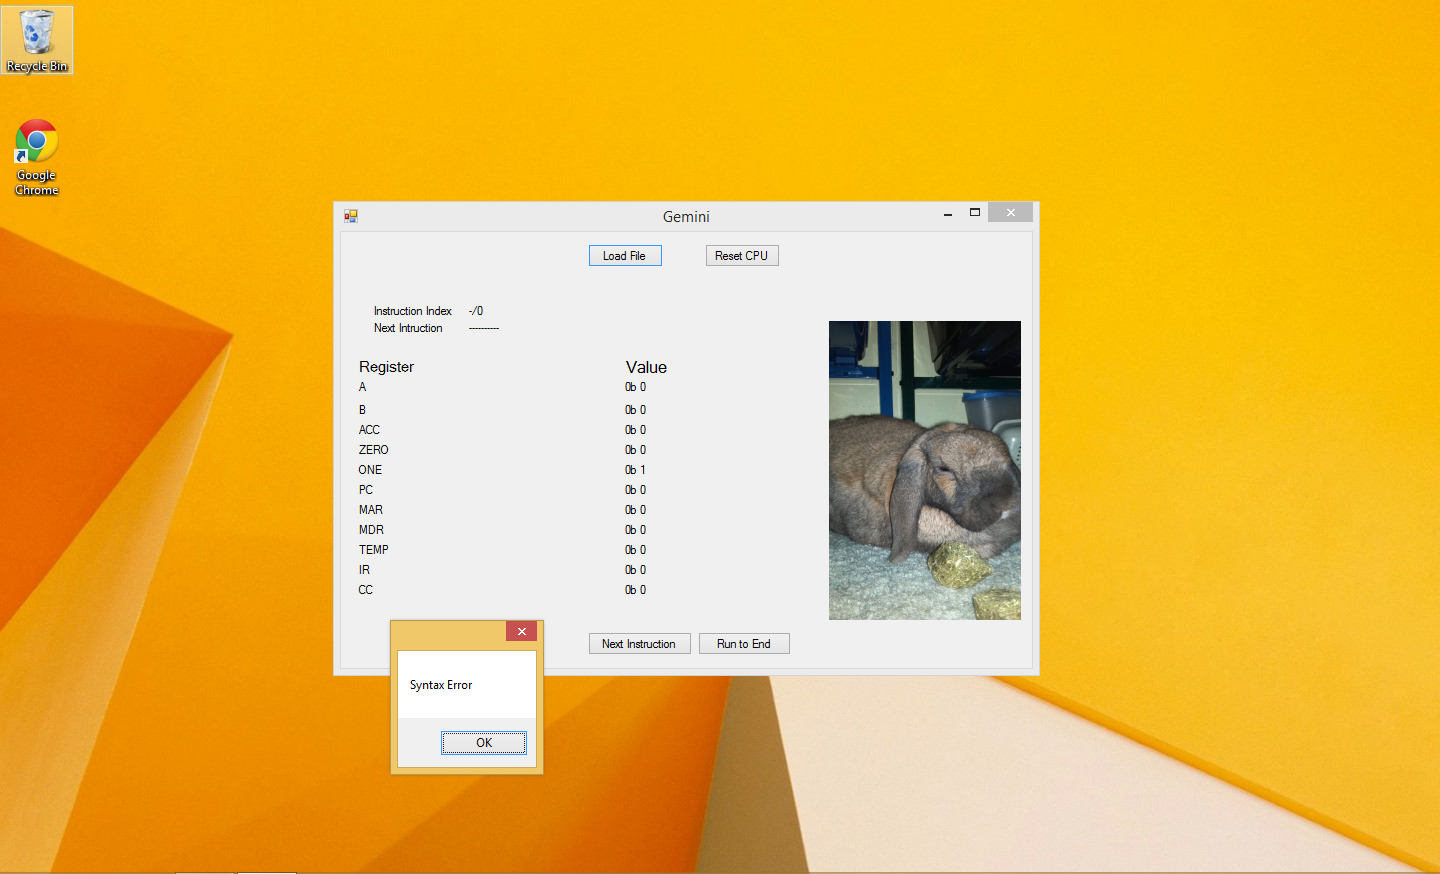 Recycle Bin
Google
Chrome
Gemini
Load File
Reset CPU
Instruction Index -/0
Next Intruction ----------
Register Value
A 0b 0
B 0b 0
ACC 0b 0
ZERO 0b 0
ONE 0b 1
PC 0b 0
MAR 0b 0
MDR 0b 0
TEMP 0b 0
IR 0b 0
CC 0b 0
Next Instruction
Run to End
Syntax Error
OK